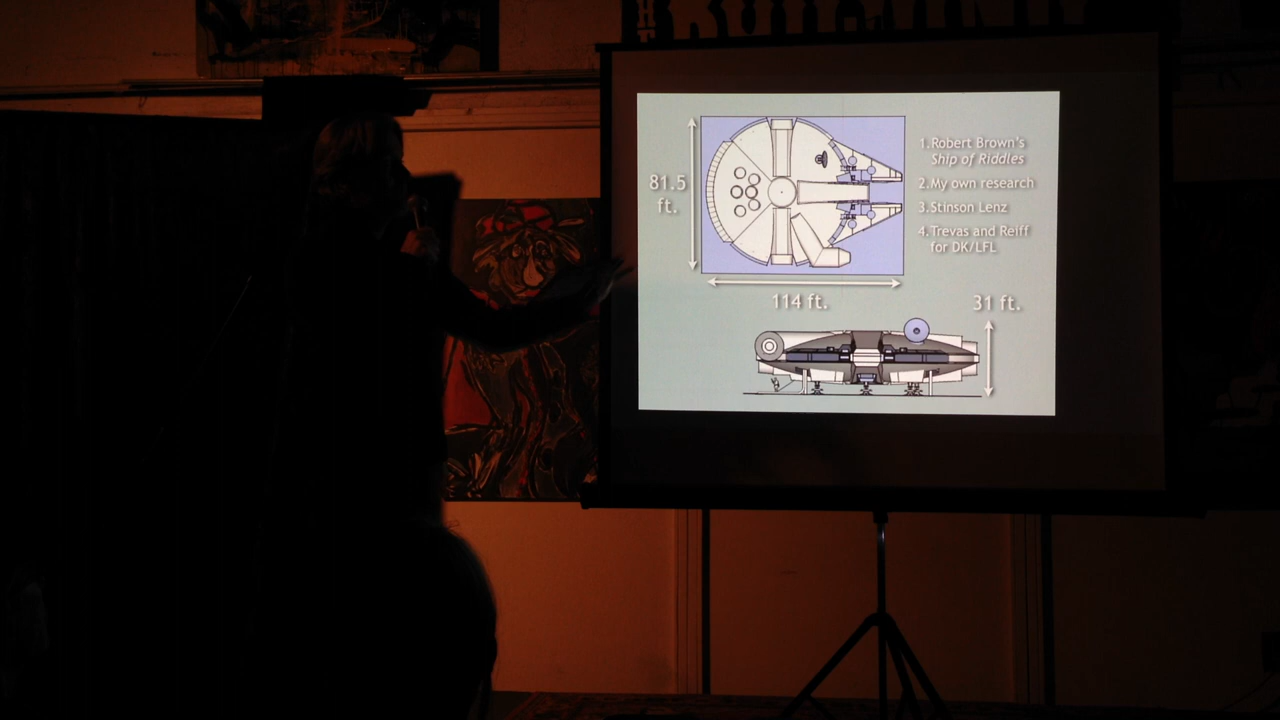 1. Robert Brown's
Ship of Riddles
81.5
ft.
2. My own research
3. Stinson Lenz
4. Trevas and Reiff
for DK/LFL
114 ft.
31 ft.